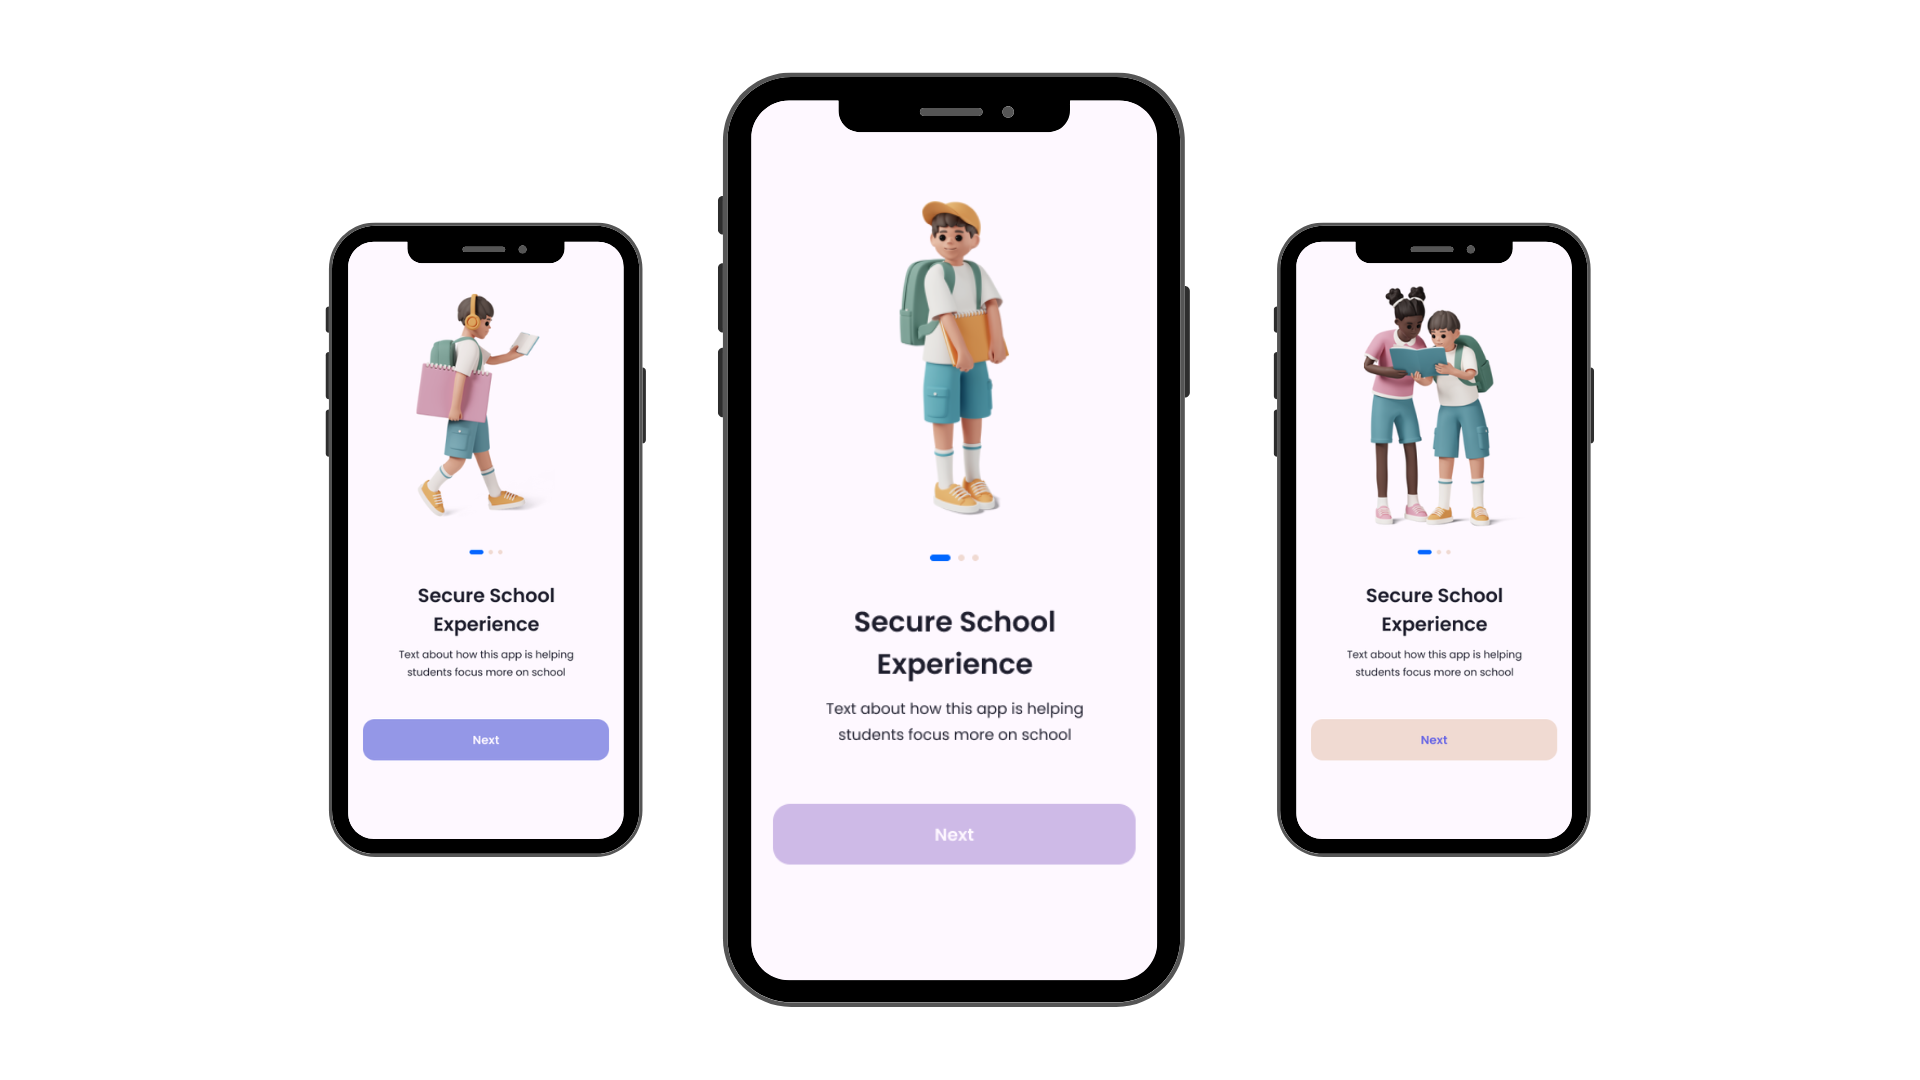 Secure School
Experience
Text about how this app is helping
students focus more on school
Next
Secure School
Experience
Text about how this app is helping
students focus more on school
Next
Secure School
Experience
Text about how this app is helping
students focus more on school
Next